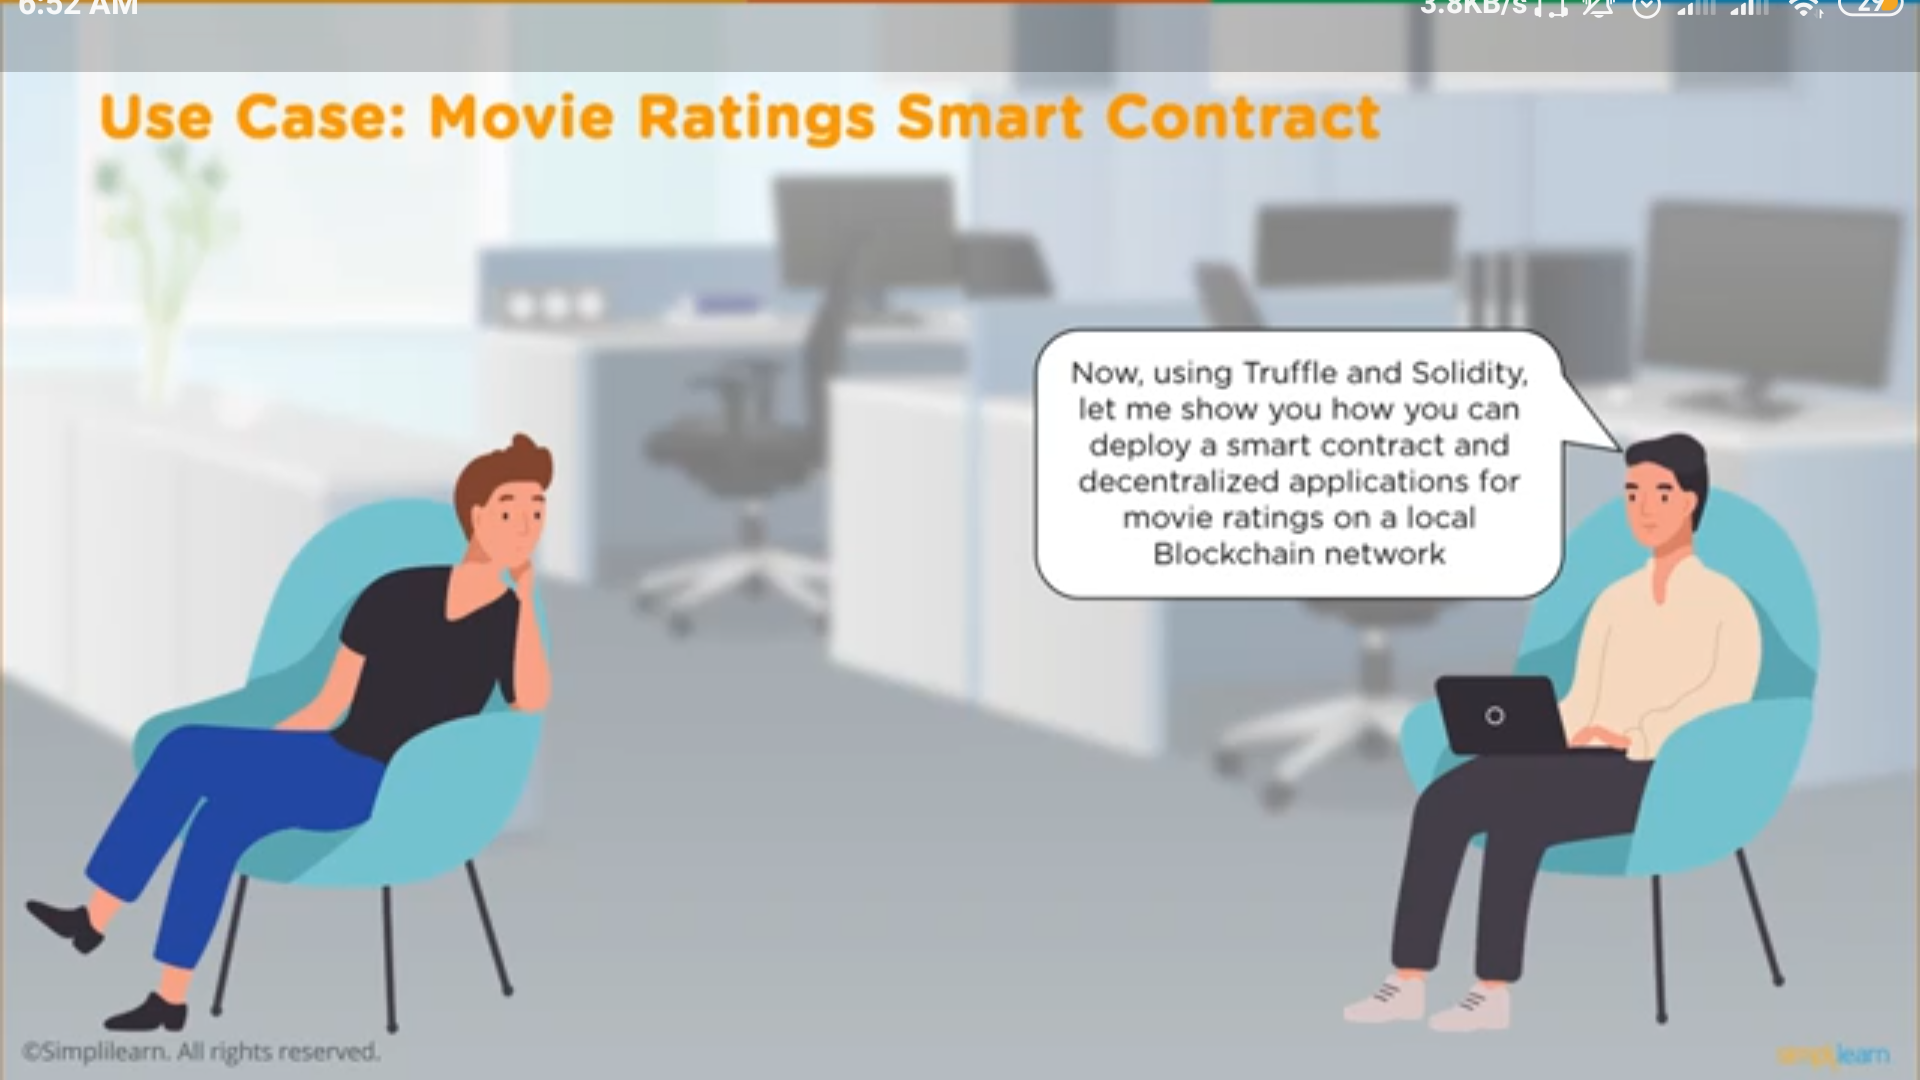 6:52 AM
3.8KB/s
29
Use Case: Movie Ratings Smart Contract
Now, using Truffle and Solidity,
let me show you how you can
deploy a smart contract and
decentralized applications for
movie ratings on a local
Blockchain network
©Simplilearn. All rights reserved.
simplilearn